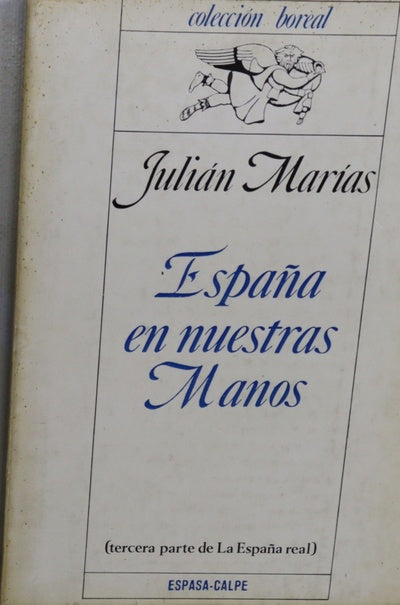 colección boreal
Julián Marías
España
en nuestras
Manos
(tercera parte de La España real)
ESPASA-CALPE